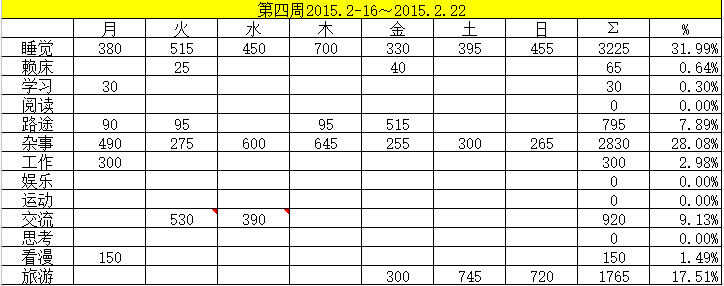 第四周2015.2-16～2015.2.22
月 火 水 木 金 土 日 Σ %
睡觉 380 515 450 700 330 395 455 3225 31.99%
赖床 25 40 65 0.64%
学习 30 30 0.30%
阅读 0 0.00%
路途 90 95 95 515 795 7.89%
杂事 490 275 600 645 255 300 265 2830 28.08%
工作 300 300 2.98%
娱乐 0 0.00%
运动 0 0.00%
交流 530 390 920 9.13%
思考 0 0.00%
看漫 150 150 1.49%
旅游 300 745 720 1765 17.51%